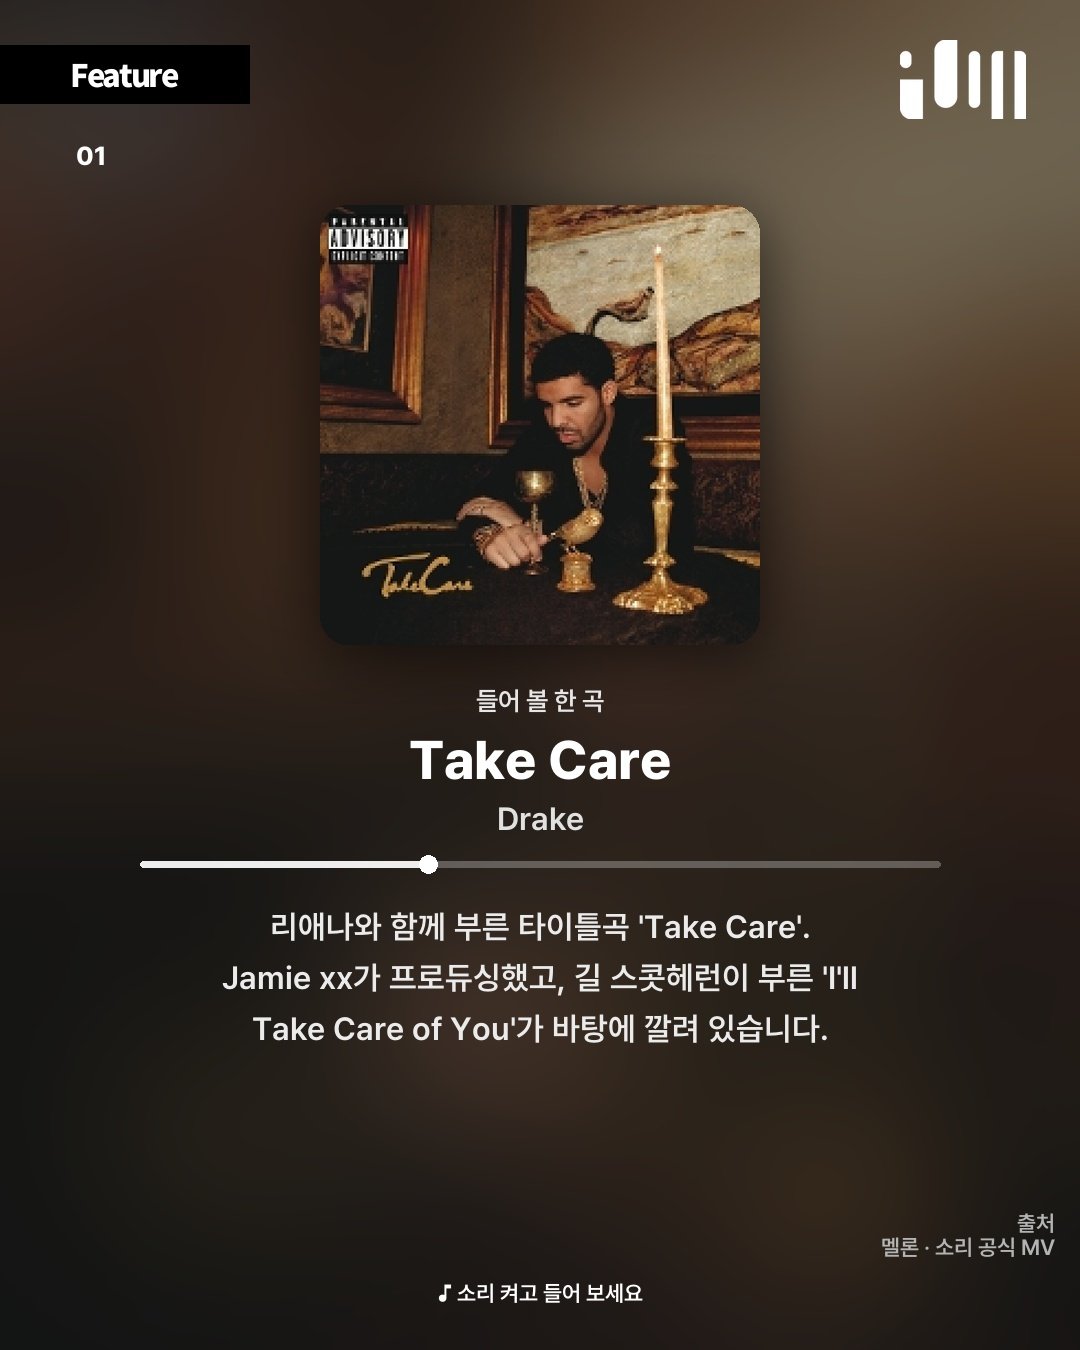 Feature
01
PARENTAL
ADVISORY
EXPLICIT CONTENT
Take Care
들어 볼 한 곡
Take Care
Drake
리애나와 함께 부른 타이틀곡 'Take Care'.
Jamie xx가 프로듀싱했고, 길 스콧헤런이 부른 'I'll
Take Care of You'가 바탕에 깔려 있습니다.
출처
멜론 · 소리 공식 MV
♪ 소리 켜고 들어 보세요